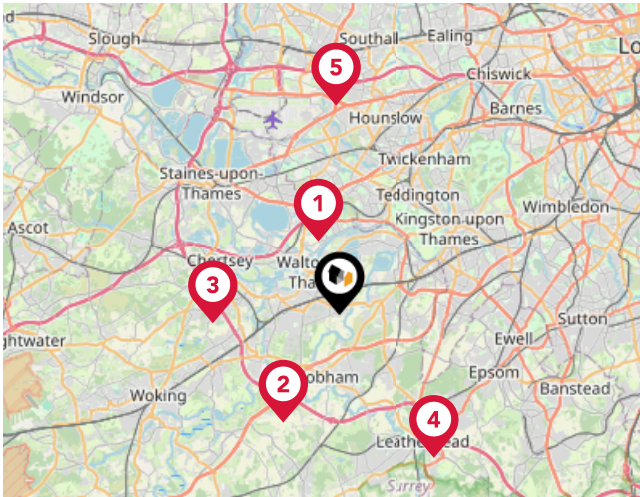 Slough
Southall
Ealing
Lo
5
Chiswick
Windsor
Barnes
Hounslow
Twickenham
Staines-upon-
Thames
Teddington
1
Kingston upon
Thames
Wimbledon
Ascot
Chertsey
Walto
Tha
3
Sutton
ghtwater
Ewell
Epsom
2
obham
Banstead
Woking
4
Leatherhead
Surrey